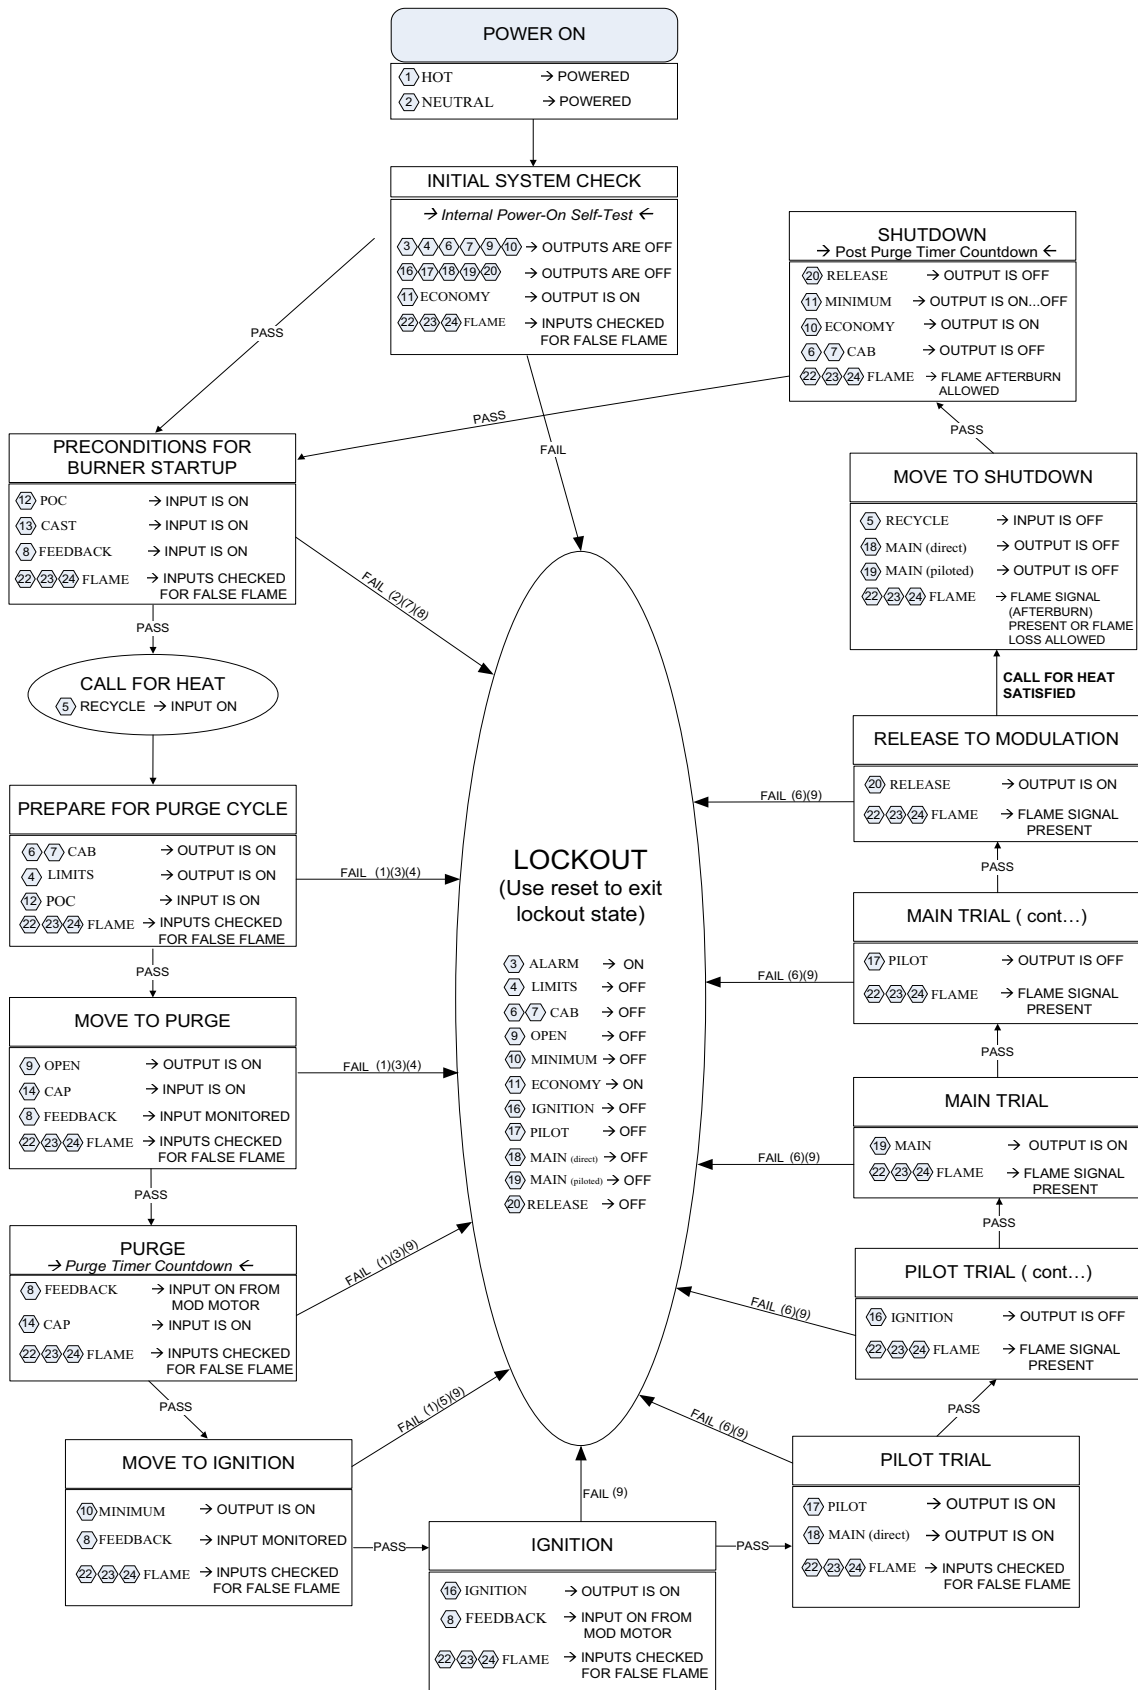 POWER ON
1 HOT → POWERED
2 NEUTRAL → POWERED
INITIAL SYSTEM CHECK
→ Internal Power-On Self-Test ←
3 4 6 7 9 10 → OUTPUTS ARE OFF
16 17 18 19 20 → OUTPUTS ARE OFF
11 ECONOMY → OUTPUT IS ON
22 23 24 FLAME → INPUTS CHECKED
FOR FALSE FLAME
PASS
FAIL
PRECONDITIONS FOR
BURNER STARTUP
12 POC → INPUT IS ON
13 CAST → INPUT IS ON
8 FEEDBACK → INPUT IS ON
22 23 24 FLAME → INPUTS CHECKED
FOR FALSE FLAME
FAIL (2)(7)(8)
PASS
CALL FOR HEAT
5 RECYCLE → INPUT ON
PREPARE FOR PURGE CYCLE
6 7 CAB → OUTPUT IS ON
4 LIMITS → OUTPUT IS ON
12 POC → INPUT IS ON
22 23 24 FLAME → INPUTS CHECKED
FOR FALSE FLAME
FAIL (1)(3)(4)
PASS
MOVE TO PURGE
9 OPEN → OUTPUT IS ON
14 CAP → INPUT IS ON
8 FEEDBACK → INPUT MONITORED
22 23 24 FLAME → INPUTS CHECKED
FOR FALSE FLAME
FAIL (1)(3)(4)
PASS
PURGE
→ Purge Timer Countdown ←
8 FEEDBACK → INPUT ON FROM
MOD MOTOR
14 CAP → INPUT IS ON
22 23 24 FLAME → INPUTS CHECKED
FOR FALSE FLAME
FAIL (1)(3)(9)
PASS
MOVE TO IGNITION
10 MINIMUM → OUTPUT IS ON
8 FEEDBACK → INPUT MONITORED
22 23 24 FLAME → INPUTS CHECKED
FOR FALSE FLAME
FAIL (1)(5)(9)
PASS
IGNITION
16 IGNITION → OUTPUT IS ON
8 FEEDBACK → INPUT ON FROM
MOD MOTOR
22 23 24 FLAME → INPUTS CHECKED
FOR FALSE FLAME
FAIL (9)
PASS
PILOT TRIAL
17 PILOT → OUTPUT IS ON
18 MAIN (direct) → OUTPUT IS ON
22 23 24 FLAME → INPUTS CHECKED
FOR FALSE FLAME
FAIL (6)(9)
PASS
PILOT TRIAL ( cont…)
16 IGNITION → OUTPUT IS OFF
22 23 24 FLAME → FLAME SIGNAL
PRESENT
FAIL (6)(9)
PASS
MAIN TRIAL
19 MAIN → OUTPUT IS ON
22 23 24 FLAME → FLAME SIGNAL
PRESENT
FAIL (6)(9)
PASS
MAIN TRIAL ( cont…)
17 PILOT → OUTPUT IS OFF
22 23 24 FLAME → FLAME SIGNAL
PRESENT
FAIL (6)(9)
PASS
RELEASE TO MODULATION
20 RELEASE → OUTPUT IS ON
22 23 24 FLAME → FLAME SIGNAL
PRESENT
FAIL (6)(9)
CALL FOR HEAT
SATISFIED
MOVE TO SHUTDOWN
5 RECYCLE → INPUT IS OFF
18 MAIN (direct) → OUTPUT IS OFF
19 MAIN (piloted) → OUTPUT IS OFF
22 23 24 FLAME → FLAME SIGNAL
(AFTERBURN)
PRESENT OR FLAME
LOSS ALLOWED
PASS
SHUTDOWN
→ Post Purge Timer Countdown ←
20 RELEASE → OUTPUT IS OFF
11 MINIMUM → OUTPUT IS ON...OFF
10 ECONOMY → OUTPUT IS ON
6 7 CAB → OUTPUT IS OFF
22 23 24 FLAME → FLAME AFTERBURN
ALLOWED
PASS
LOCKOUT
(Use reset to exit
lockout state)
3 ALARM → ON
4 LIMITS → OFF
6 7 CAB → OFF
9 OPEN → OFF
10 MINIMUM → OFF
11 ECONOMY → ON
16 IGNITION → OFF
17 PILOT → OFF
18 MAIN (direct) → OFF
19 MAIN (piloted) → OFF
20 RELEASE → OFF